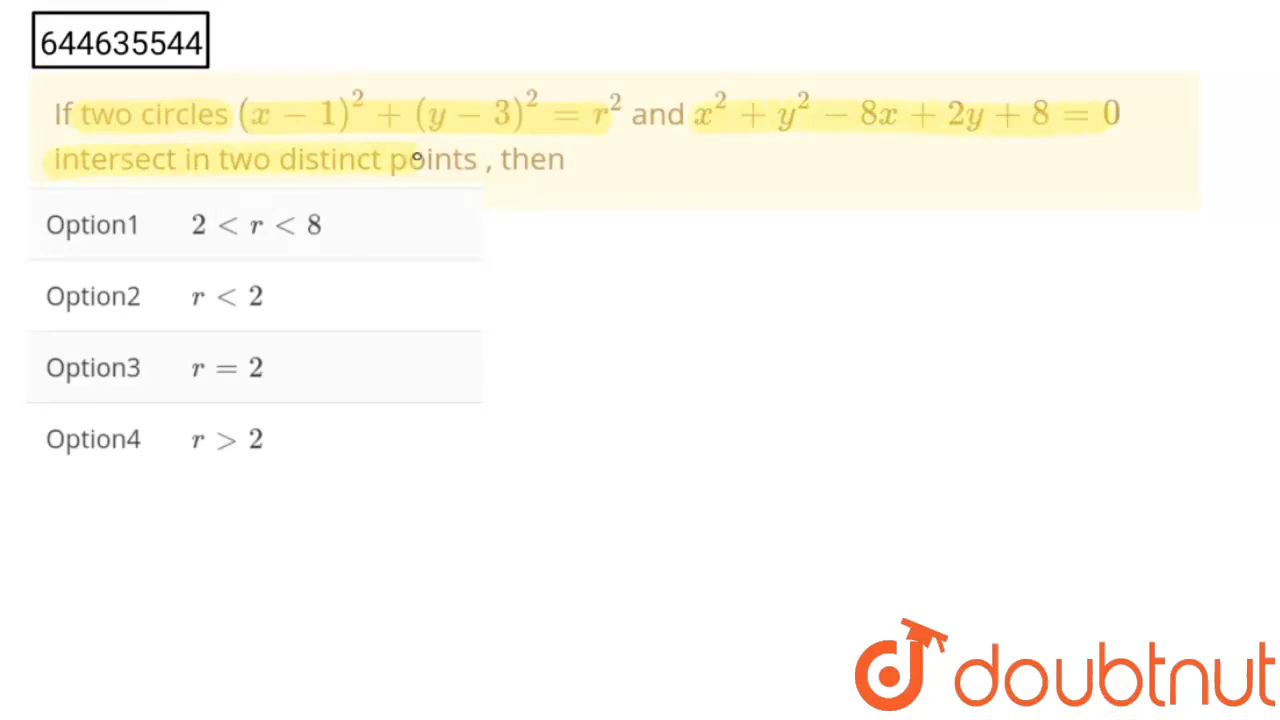 644635544
If two circles (x − 1)² + (y − 3)² = r² and x² + y² − 8x + 2y + 8 = 0
intersect in two distinct points , then
Option1 2 < r < 8
Option2 r < 2
Option3 r = 2
Option4 r > 2
doubtnut